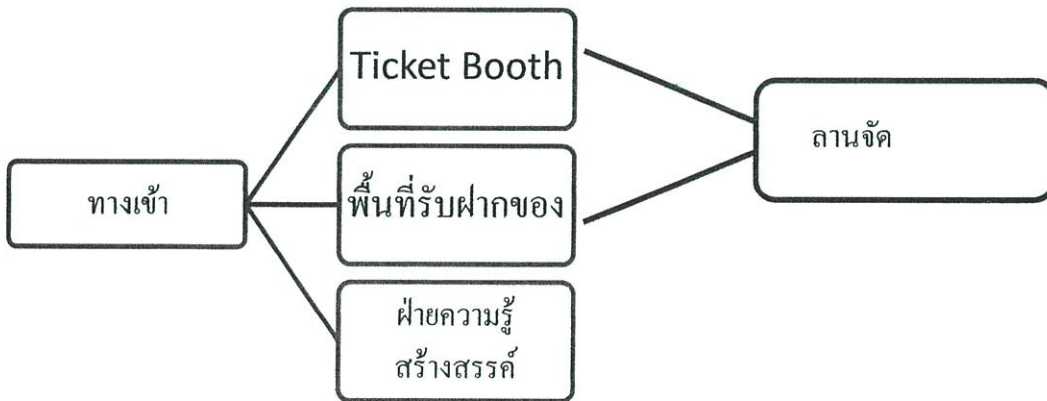 Ticket Booth
ลานจัด
ทางเข้า
พื้นที่รับฝากของ
ฝ่ายความรู้
สร้างสรรค์